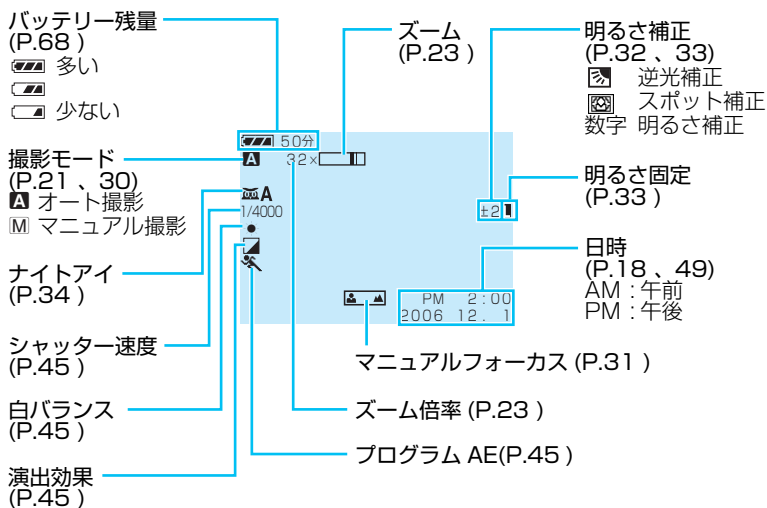 バッテリー残量
(P.68 )
多い
少ない
撮影モード
(P.21 、30)
A オート撮影
M マニュアル撮影
ナイトアイ
(P.34 )
シャッター速度
(P.45 )
白バランス
(P.45 )
演出効果
(P.45 )
ズーム
(P.23 )
50分
A 32×
A
1/4000
±2
PM 2:00
2006 12. 1
明るさ補正
(P.32 、33)
逆光補正
スポット補正
数字 明るさ補正
明るさ固定
(P.33 )
日時
(P.18 、49)
AM : 午前
PM : 午後
マニュアルフォーカス (P.31 )
ズーム倍率 (P.23 )
プログラム AE(P.45 )